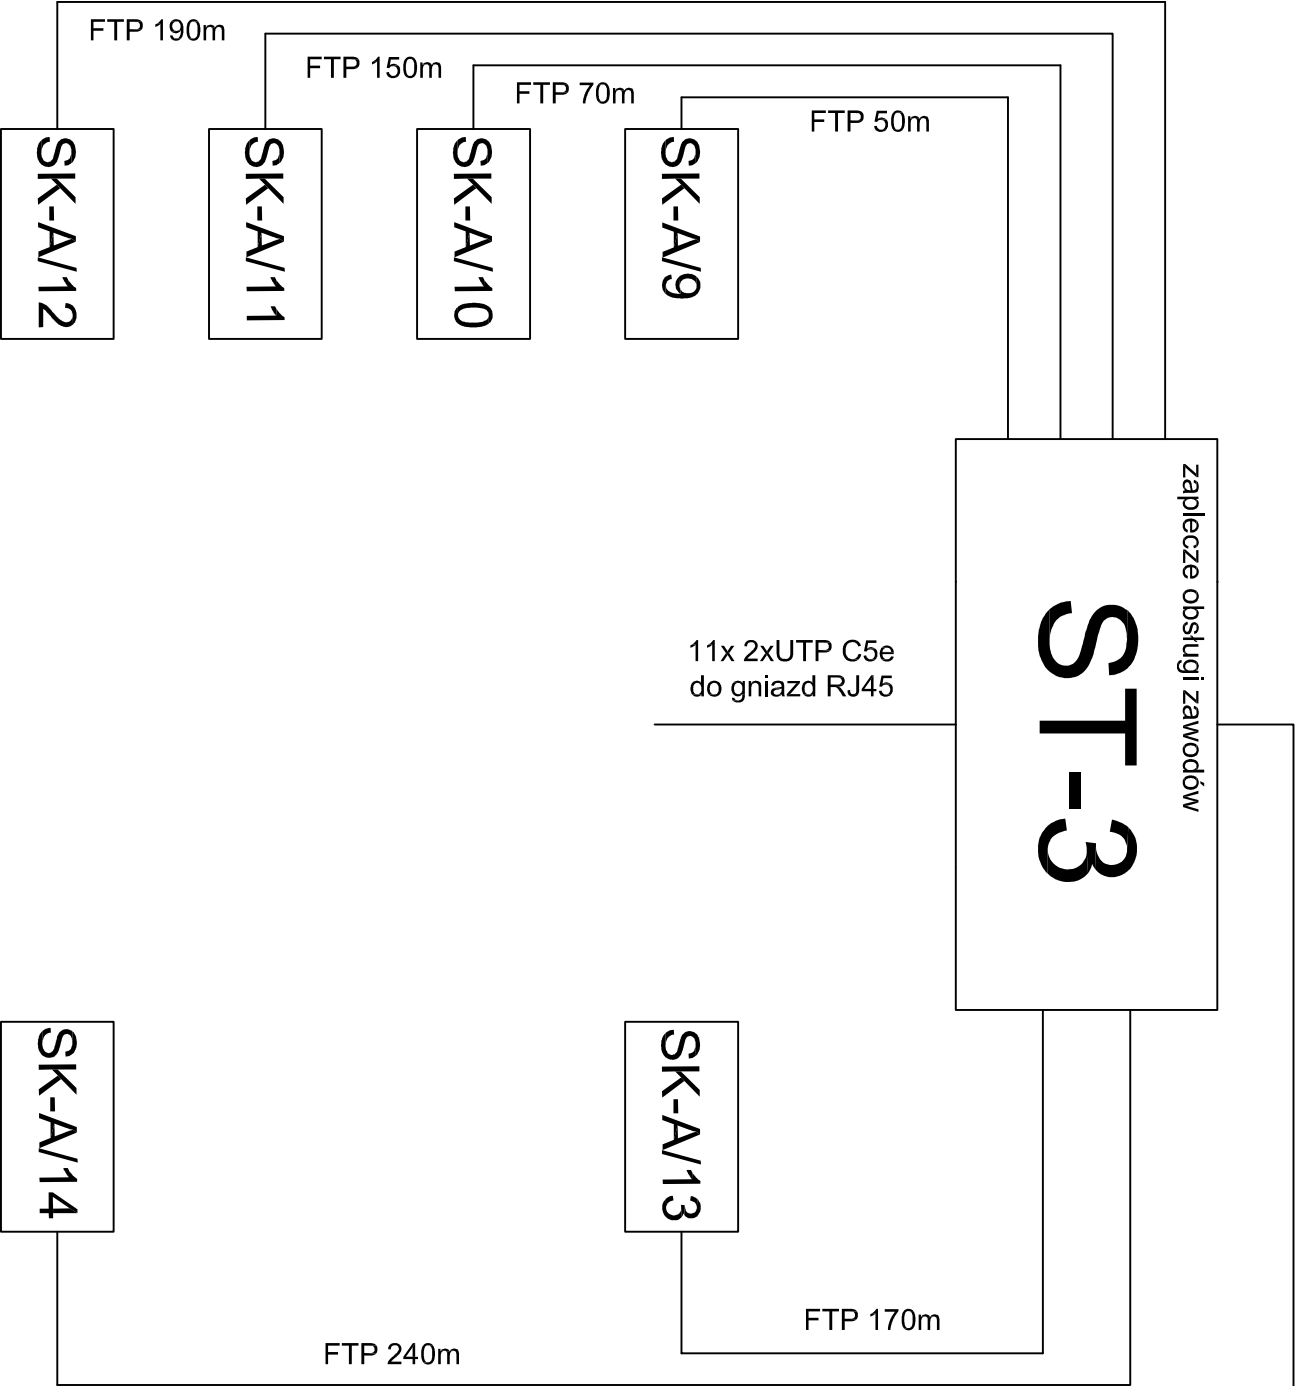 FTP 190m
FTP 150m
FTP 70m
FTP 50m
SK-A/12
SK-A/11
SK-A/10
SK-A/9
zaplecze obsługi zawodów
ST-3
11x 2xUTP C5e
do gniazd RJ45
SK-A/14
SK-A/13
FTP 170m
FTP 240m